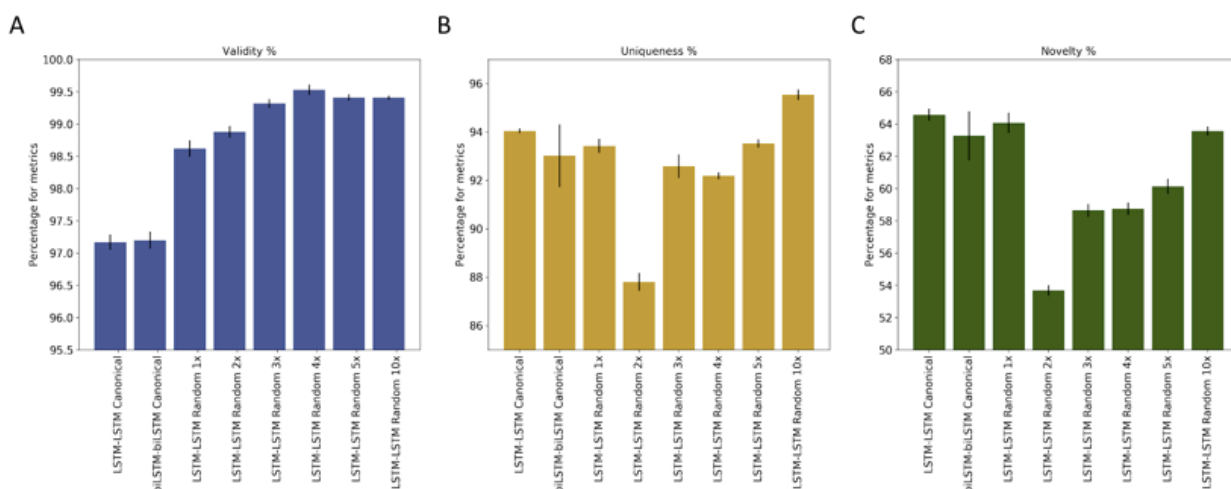 A
B
C
Validity %
Uniqueness %
Novelty %
Percentage for metrics
100.0
99.5
99.0
98.5
98.0
97.5
97.0
96.5
96.0
95.5
LSTM-LSTM Canonical
biLSTM-biLSTM Canonical
LSTM-LSTM Random 1x
LSTM-LSTM Random 2x
LSTM-LSTM Random 3x
LSTM-LSTM Random 4x
LSTM-LSTM Random 5x
LSTM-LSTM Random 10x
Percentage for metrics
96
94
92
90
88
86
LSTM-LSTM Canonical
biLSTM-biLSTM Canonical
LSTM-LSTM Random 1x
LSTM-LSTM Random 2x
LSTM-LSTM Random 3x
LSTM-LSTM Random 4x
LSTM-LSTM Random 5x
LSTM-LSTM Random 10x
Percentage for metrics
68
66
64
62
60
58
56
54
52
50
LSTM-LSTM Canonical
biLSTM-biLSTM Canonical
LSTM-LSTM Random 1x
LSTM-LSTM Random 2x
LSTM-LSTM Random 3x
LSTM-LSTM Random 4x
LSTM-LSTM Random 5x
LSTM-LSTM Random 10x